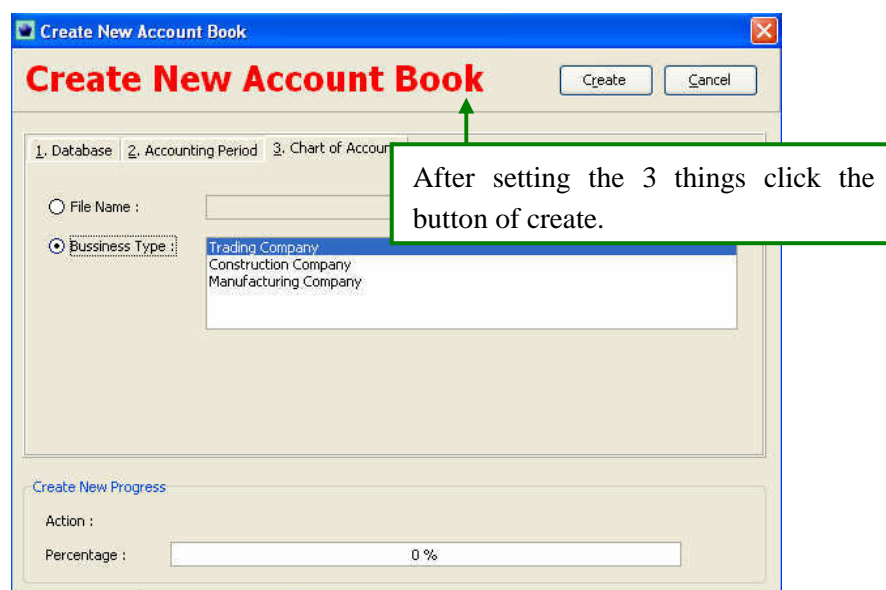 Create New Account Book
Create New Account Book
Create Cancel
1. Database 2. Accounting Period 3. Chart of Accoun
After setting the 3 things click the
button of create.
File Name :
Bussiness Type :
Trading Company
Construction Company
Manufacturing Company
Create New Progress
Action :
Percentage : 0 %